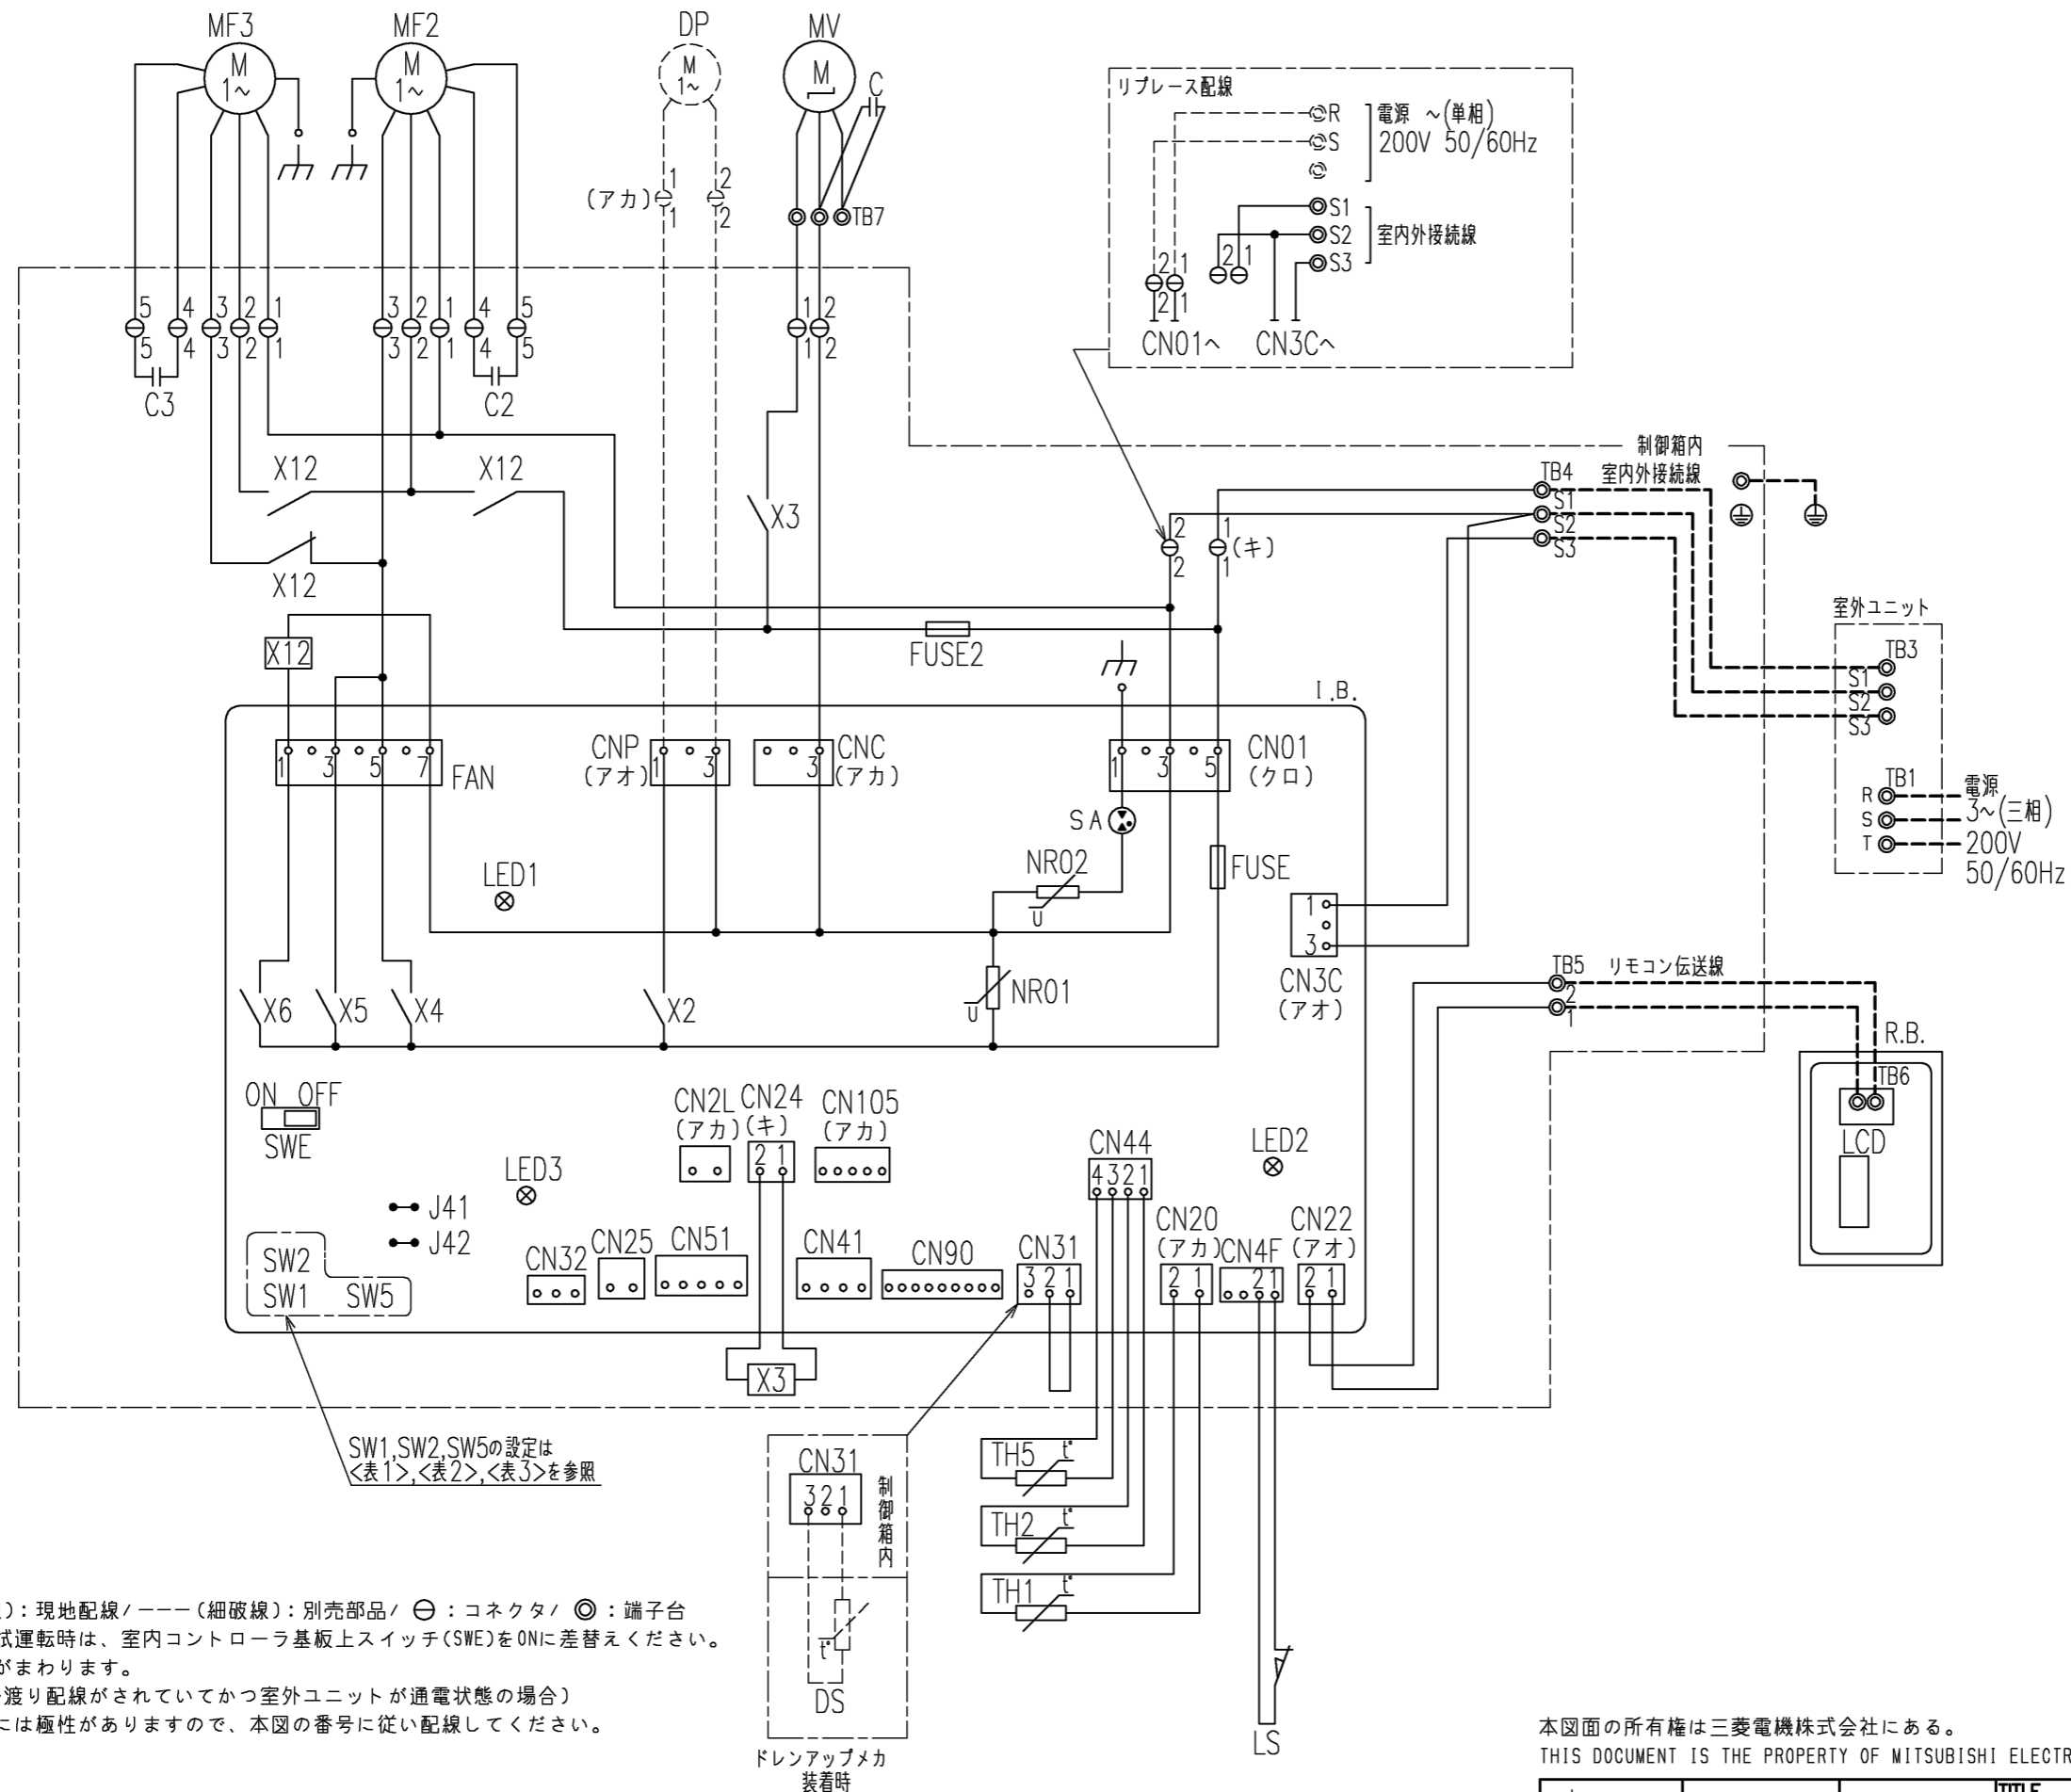 MF3
MF2
DP
MV
M
1~
M
1~
M
1~
M
C
リプレース配線
R
S
電源 ~(単相)
200V 50/60Hz
S1
S2
S3
室内外接続線
2 1
2 1
2 1
CN01へ
CN3Cへ
(アカ)
1
1
2
2
TB7
5 4 3 2 1
5 4 3 2 1
3 2 1 4 5
3 2 1 4 5
1 2
1 2
C3
C2
制御箱内
X12
X12
X12
X3
TB4
室内外接続線
S1
S2
S3
2
2
1
1
(キ)
X12
FUSE2
I.B.
室外ユニット
TB3
S1
S2
S3
TB1
R
S
T
電源
3~(三相)
200V
50/60Hz
1 3 5 7
FAN
CNP
(アオ)
1 3
CNC
(アカ)
3
1 3 5
CN01
(クロ)
SA
LED1
NR02
U
FUSE
1
3
CN3C
(アオ)
NR01
U
X6
X5
X4
X2
TB5
リモコン伝送線
2
1
R.B.
TB6
LCD
ON OFF
SWE
CN2L
(アカ)
CN24
(キ)
2 1
CN105
(アカ)
LED3
CN44
4321
LED2
J41
J42
SW2
SW1
SW5
CN32
CN25
CN51
CN41
CN90
CN31
3 2 1
CN20
(アカ)
2 1
CN4F
21
CN22
(アオ)
2 1
X3
SW1,SW2,SW5の設定は
<表1>,<表2>,<表3>を参照
CN31
321
制御箱内
t°
DS
ドレンアップメカ
装着時
TH5
t°
TH2
t°
TH1
t°
LS
):現地配線/---(細破線):別売部品/ ⊖ :コネクタ/ ◎ :端子台
試運転時は、室内コントローラ基板上スイッチ(SWE)をONに差替えください。
がまわります。
渡り配線がされていてかつ室外ユニットが通電状態の場合)
には極性がありますので、本図の番号に従い配線してください。
本図面の所有権は三菱電機株式会社にある。
THIS DOCUMENT IS THE PROPERTY OF MITSUBISHI ELECTR
TITLE